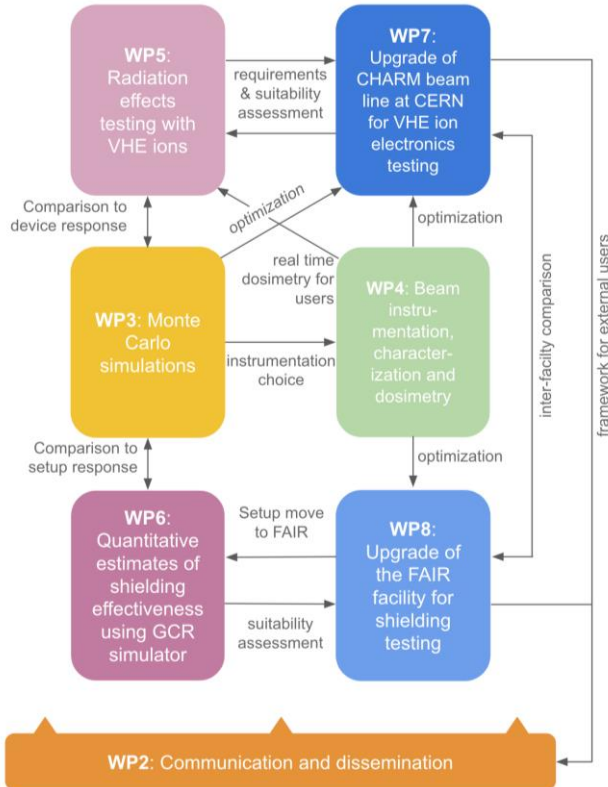 WP5:
Radiation
effects
testing with
VHE ions
requirements
& suitability
assessment
WP7:
Upgrade of
CHARM beam
line at CERN
for VHE ion
electronics
testing
Comparison to
device response
optimization
real time
dosimetry for
users
optimization
WP3: Monte
Carlo
simulations
instrumentation
choice
WP4: Beam
instru-
mentation,
character-
ization and
dosimetry
inter-facilty comparison
framework for external users
Comparison to
setup response
optimization
WP6:
Quantitative
estimates of
shielding
effectiveness
using GCR
simulator
Setup move
to FAIR
suitability
assessment
WP8:
Upgrade of
the FAIR
facility for
shielding
testing
WP2: Communication and dissemination